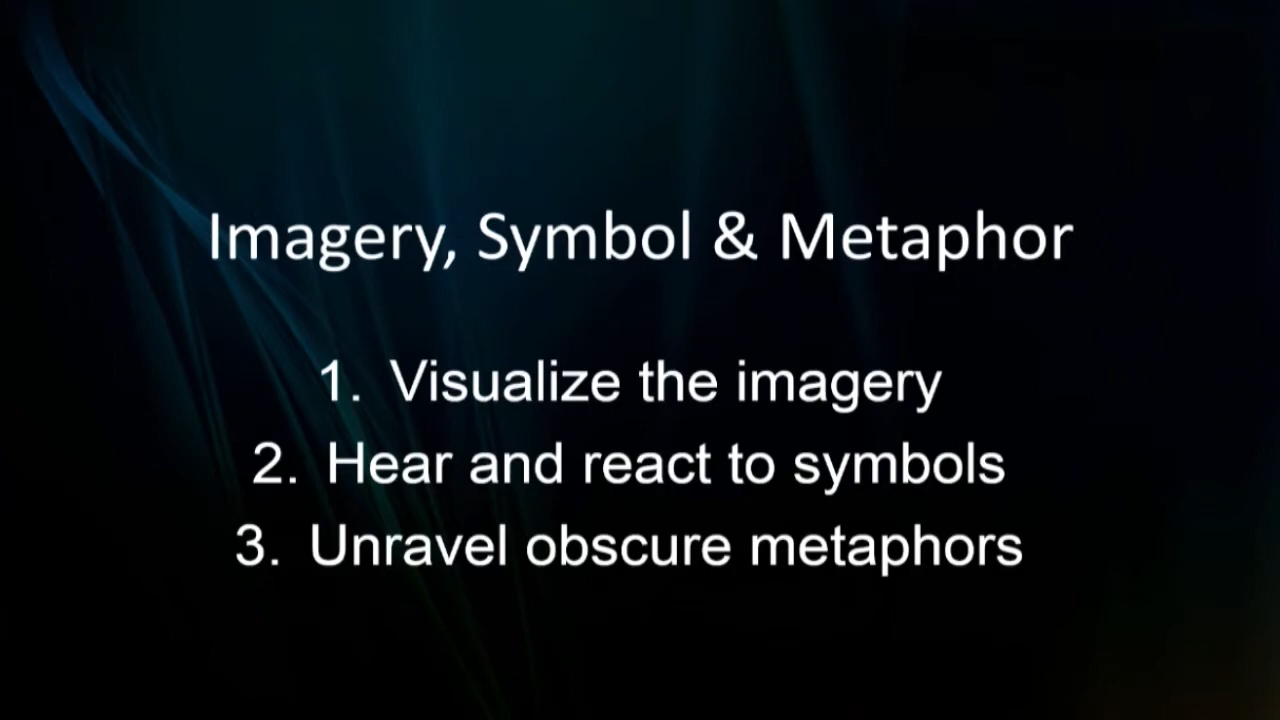 Imagery, Symbol & Metaphor
1. Visualize the imagery
2. Hear and react to symbols
3. Unravel obscure metaphors